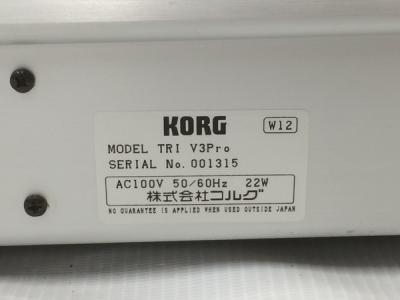 KORG W12
MODEL TRI V3Pro
SERIAL No. 001315
AC100V 50/60Hz 22W
株式会社コルグ
NO GUARANTEE IS APPLIED WHEN USED OUTSIDE JAPAN